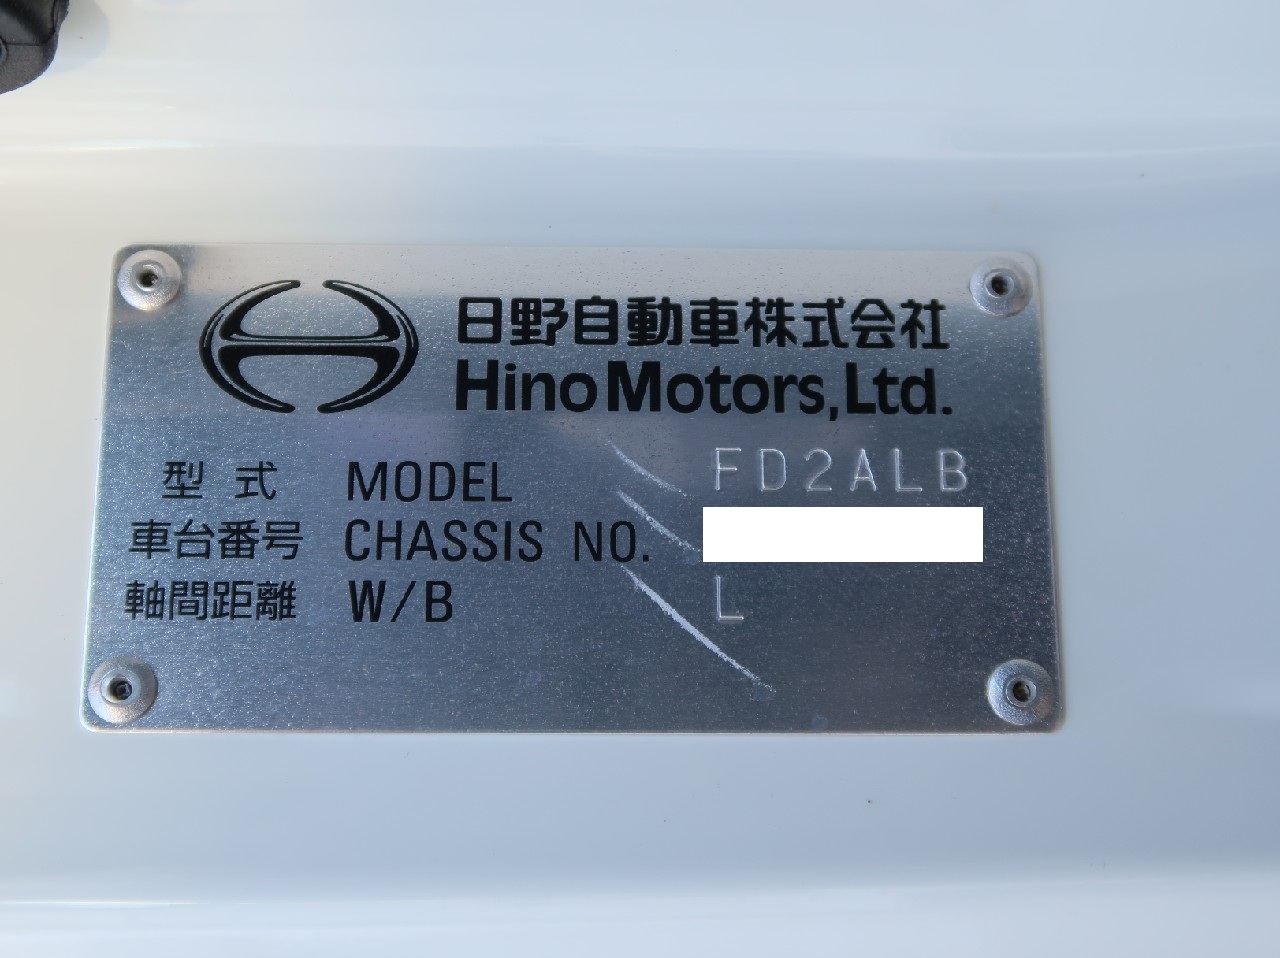 日野自動車株式会社
Hino Motors, Ltd.
型式 MODEL FD2ALB
車台番号 CHASSIS NO.
軸間距離 W/B L